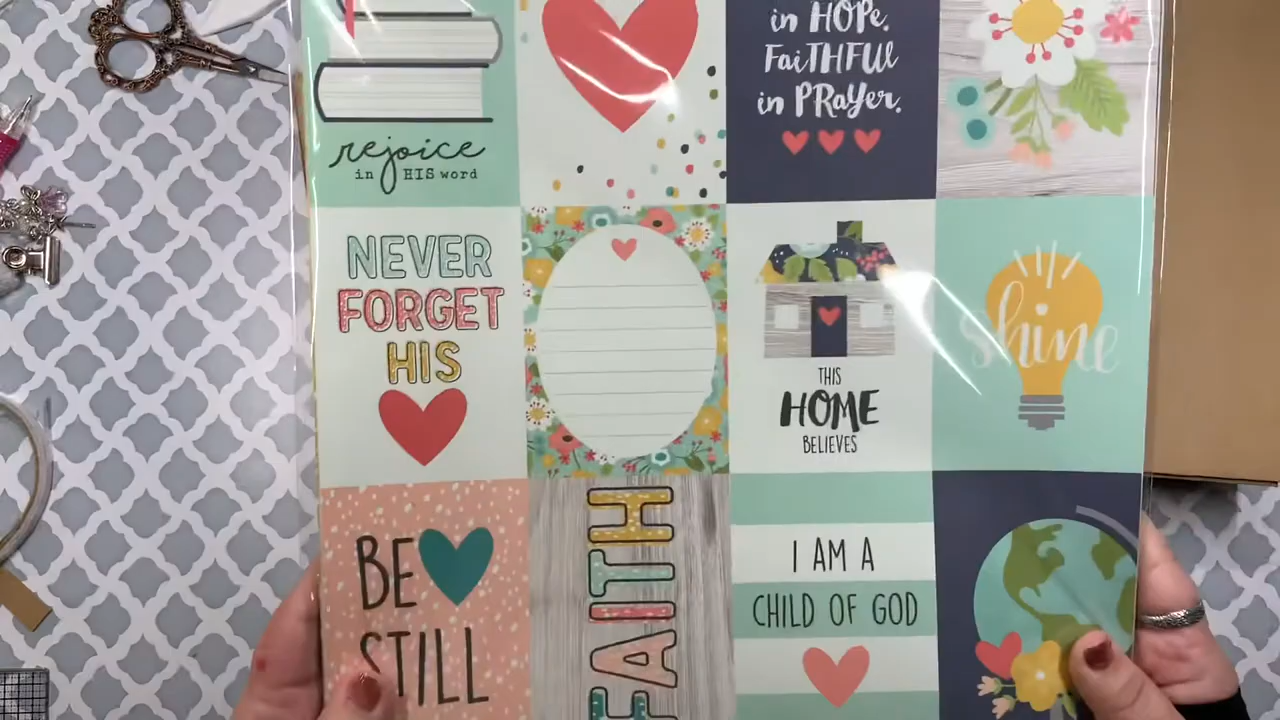 rejoice
in HIS word
in HOPe.
FaiTHFUl
in PRayer.
NEVER
FORGET
HIS
THIS
HOME
BELIEVES
shine
BE
STILL
FAITH
I AM A
CHILD OF GOD